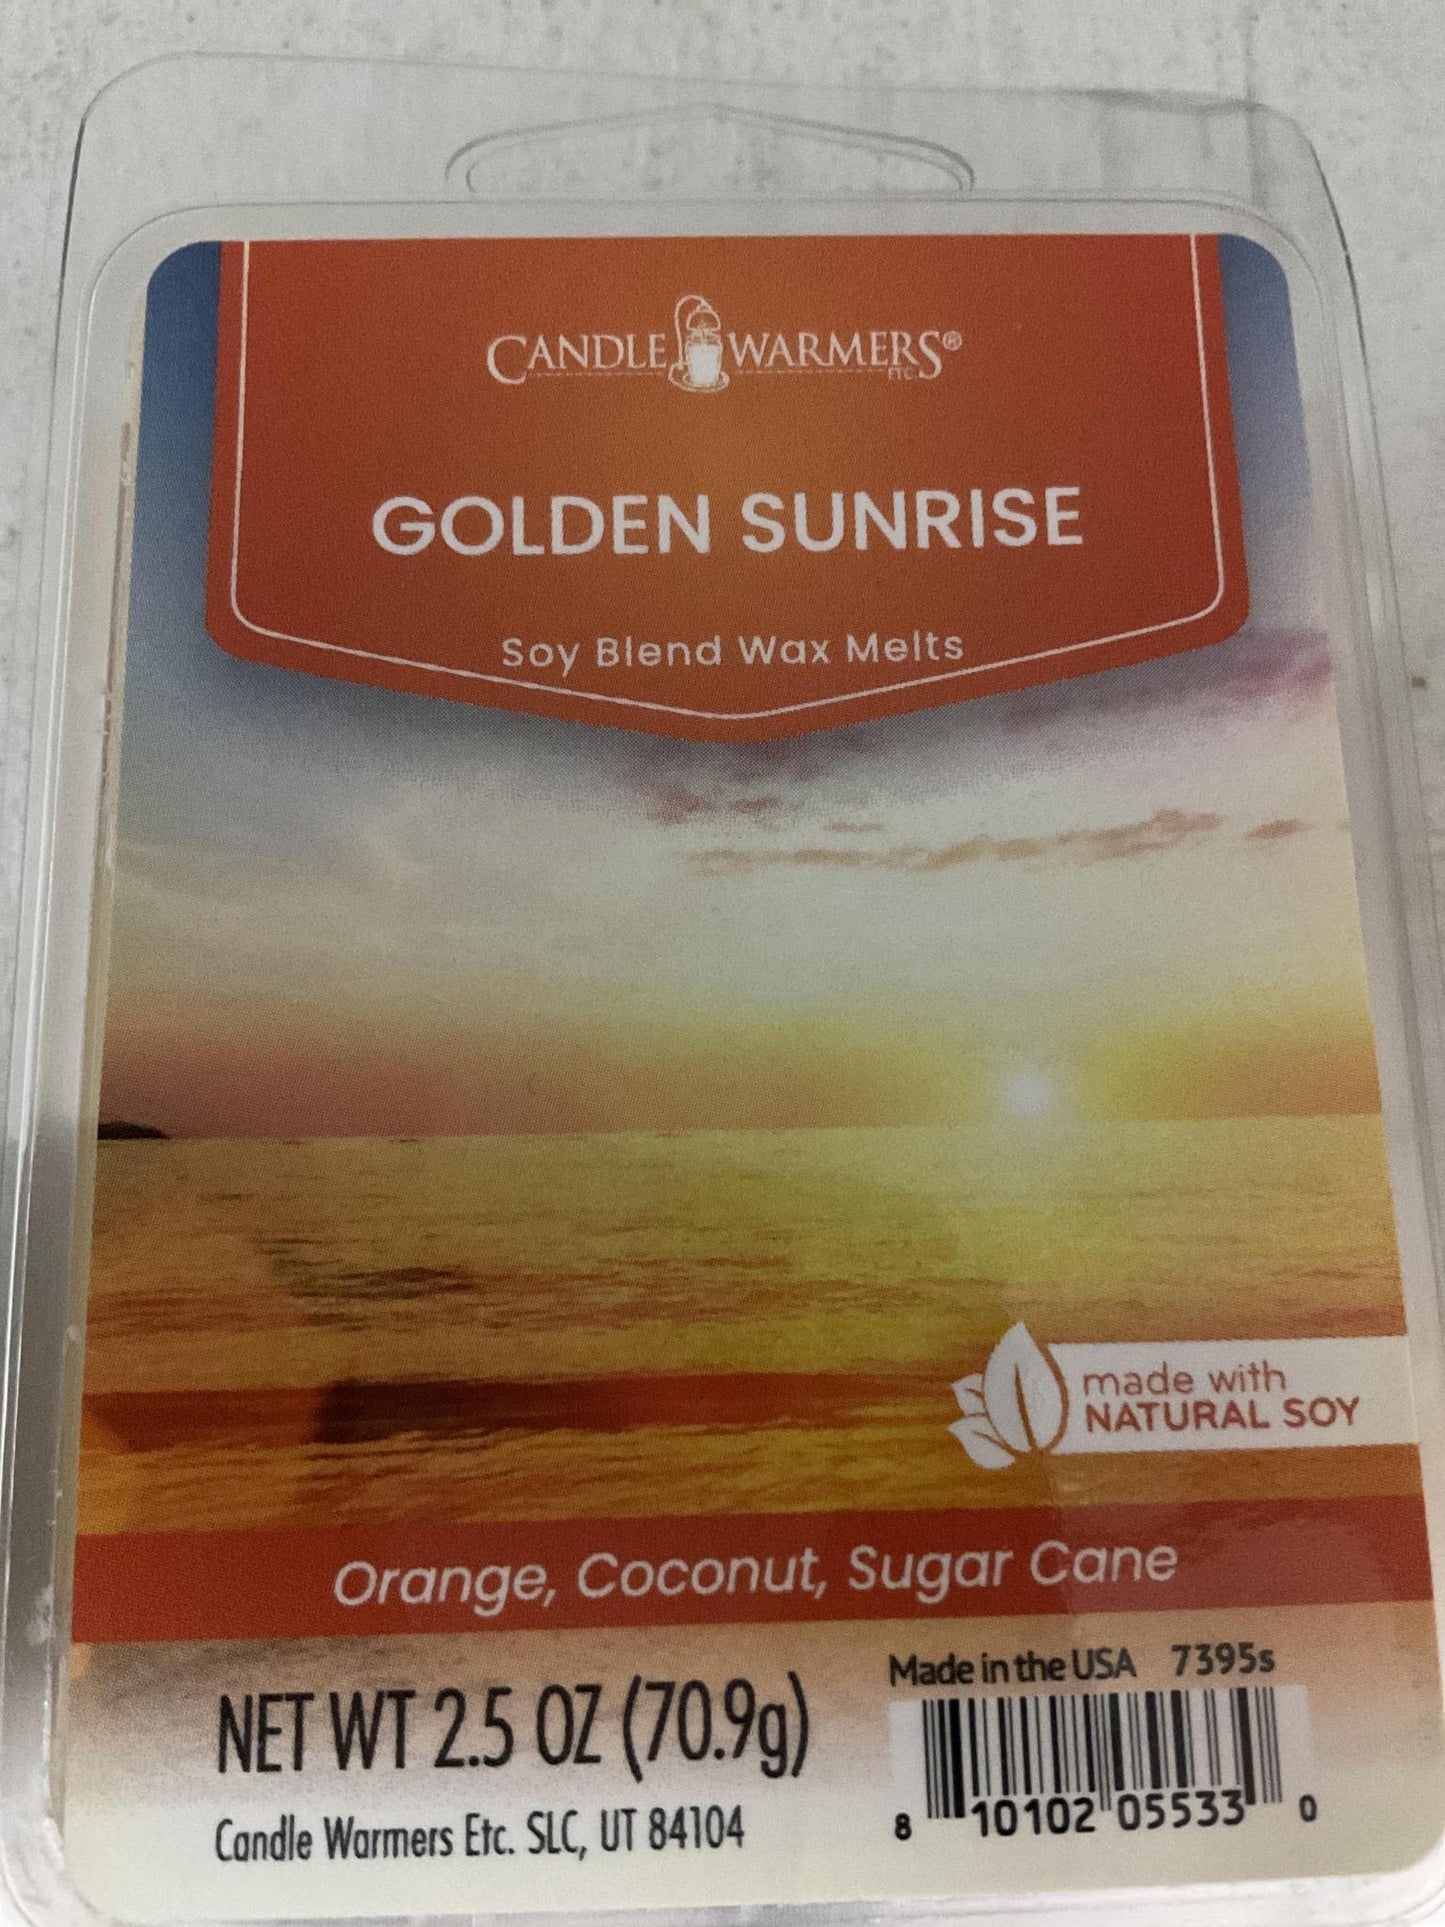 CANDLE WARMERS®
ETC.
GOLDEN SUNRISE
Soy Blend Wax Melts
made with
NATURAL SOY
Orange, Coconut, Sugar Cane
Made in the USA 7395s
NET WT 2.5 OZ (70.9g)
Candle Warmers Etc. SLC, UT 84104
8 10102 05533 0